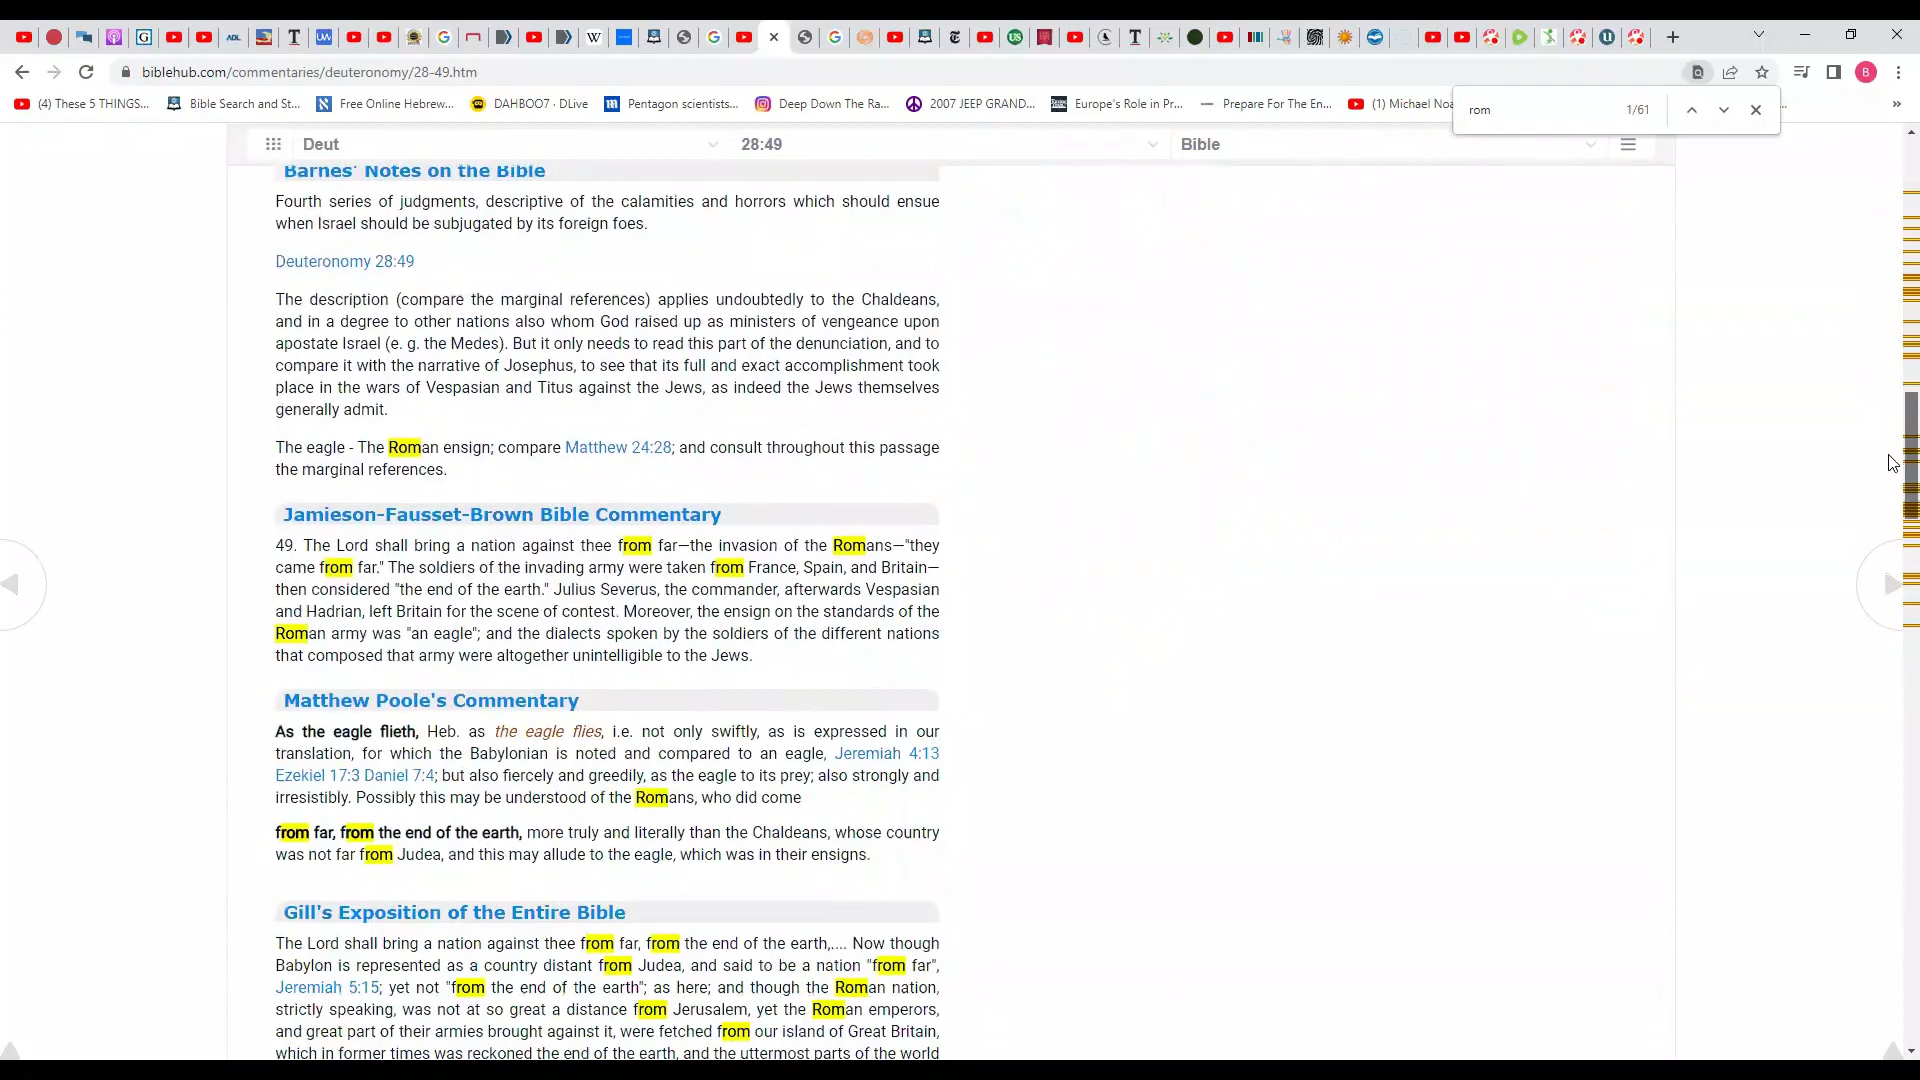 biblehub.com/commentaries/deuteronomy/28-49.htm
(4) These 5 THINGS...
Bible Search and St...
Free Online Hebrew...
DAHBOO7 · DLive
Pentagon scientists...
Deep Down The Ra...
2007 JEEP GRAND...
Europe's Role in Pr...
Prepare For The En...
(1) Michael Noa
»
rom 1/61
Deut 28:49 Bible
Barnes' Notes on the Bible
Fourth series of judgments, descriptive of the calamities and horrors which should ensue
when Israel should be subjugated by its foreign foes.
Deuteronomy 28:49
The description (compare the marginal references) applies undoubtedly to the Chaldeans,
and in a degree to other nations also whom God raised up as ministers of vengeance upon
apostate Israel (e. g. the Medes). But it only needs to read this part of the denunciation, and to
compare it with the narrative of Josephus, to see that its full and exact accomplishment took
place in the wars of Vespasian and Titus against the Jews, as indeed the Jews themselves
generally admit.
The eagle - The Roman ensign; compare Matthew 24:28; and consult throughout this passage
the marginal references.
Jamieson-Fausset-Brown Bible Commentary
49. The Lord shall bring a nation against thee from far—the invasion of the Romans—"they
came from far." The soldiers of the invading army were taken from France, Spain, and Britain—
then considered "the end of the earth." Julius Severus, the commander, afterwards Vespasian
and Hadrian, left Britain for the scene of contest. Moreover, the ensign on the standards of the
Roman army was "an eagle"; and the dialects spoken by the soldiers of the different nations
that composed that army were altogether unintelligible to the Jews.
Matthew Poole's Commentary
As the eagle flieth, Heb. as the eagle flies, i.e. not only swiftly, as is expressed in our
translation, for which the Babylonian is noted and compared to an eagle, Jeremiah 4:13
Ezekiel 17:3 Daniel 7:4; but also fiercely and greedily, as the eagle to its prey; also strongly and
irresistibly. Possibly this may be understood of the Romans, who did come
from far, from the end of the earth, more truly and literally than the Chaldeans, whose country
was not far from Judea, and this may allude to the eagle, which was in their ensigns.
Gill's Exposition of the Entire Bible
The Lord shall bring a nation against thee from far, from the end of the earth,.... Now though
Babylon is represented as a country distant from Judea, and said to be a nation "from far",
Jeremiah 5:15; yet not "from the end of the earth"; as here; and though the Roman nation,
strictly speaking, was not at so great a distance from Jerusalem, yet the Roman emperors,
and great part of their armies brought against it, were fetched from our island of Great Britain,
which in former times was reckoned the end of the earth, and the uttermost parts of the world